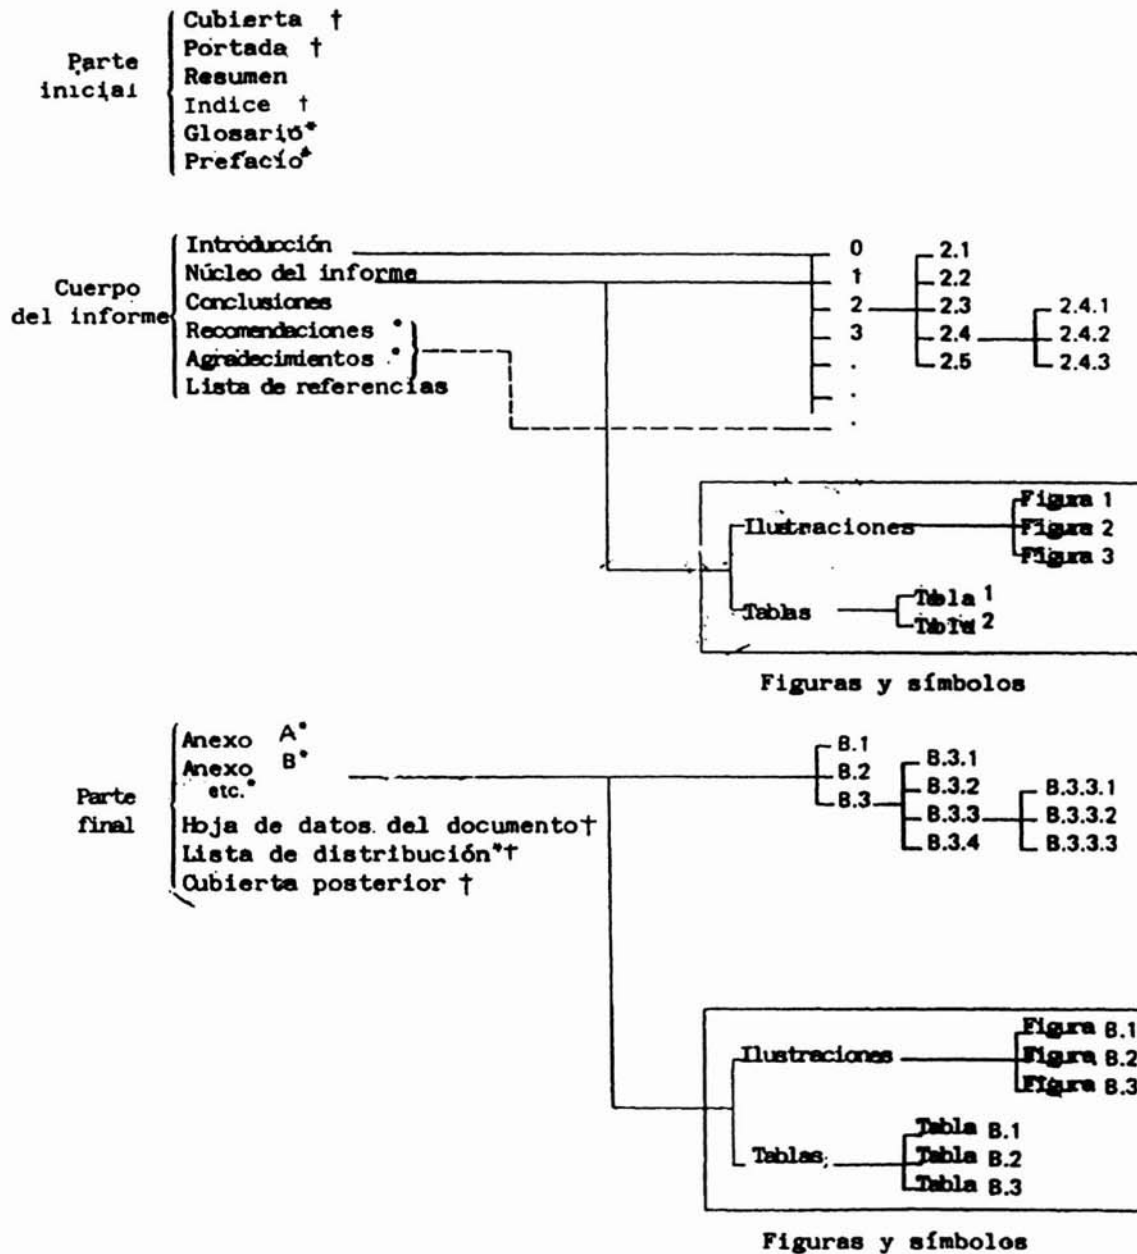 Parte inicial
Cubierta †
Portada †
Resumen
Indice †
Glosario*
Prefacio*
Cuerpo del informe
Introducción
Núcleo del informe
Conclusiones
Recomendaciones *
Agradecimientos *
Lista de referencias
0
1
2
3
.
.
.
2.1
2.2
2.3
2.4
2.5
2.4.1
2.4.2
2.4.3
Ilustraciones
Figura 1
Figura 2
Figura 3
Tablas
Tabla 1
Tabla 2
Figuras y símbolos
Parte final
Anexo A*
Anexo B*
etc.*
Hoja de datos del documento†
Lista de distribución*†
Cubierta posterior †
B.1
B.2
B.3
B.3.1
B.3.2
B.3.3
B.3.4
B.3.3.1
B.3.3.2
B.3.3.3
Ilustraciones
Figura B.1
Figura B.2
Figura B.3
Tablas
Tabla B.1
Tabla B.2
Tabla B.3
Figuras y símbolos